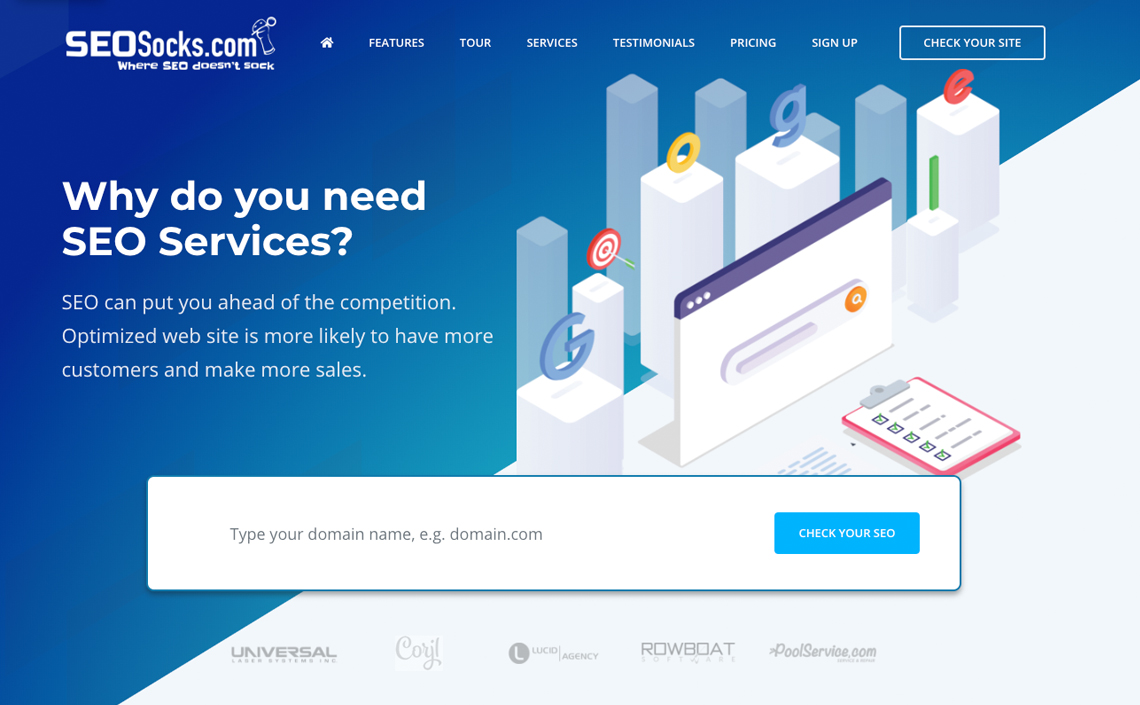 SEOSocks.com
Where SEO doesn't sock
FEATURES
TOUR
SERVICES
TESTIMONIALS
PRICING
SIGN UP
CHECK YOUR SITE
Why do you need
SEO Services?
SEO can put you ahead of the competition.
Optimized web site is more likely to have more
customers and make more sales.
G
o
g
l
e
Type your domain name, e.g. domain.com
CHECK YOUR SEO
UNIVERSAL
LASER SYSTEMS INC
Coryl
LUCID AGENCY
ROWBOAT
SOFTWARE
PoolService.com
SERVICE & REPAIR